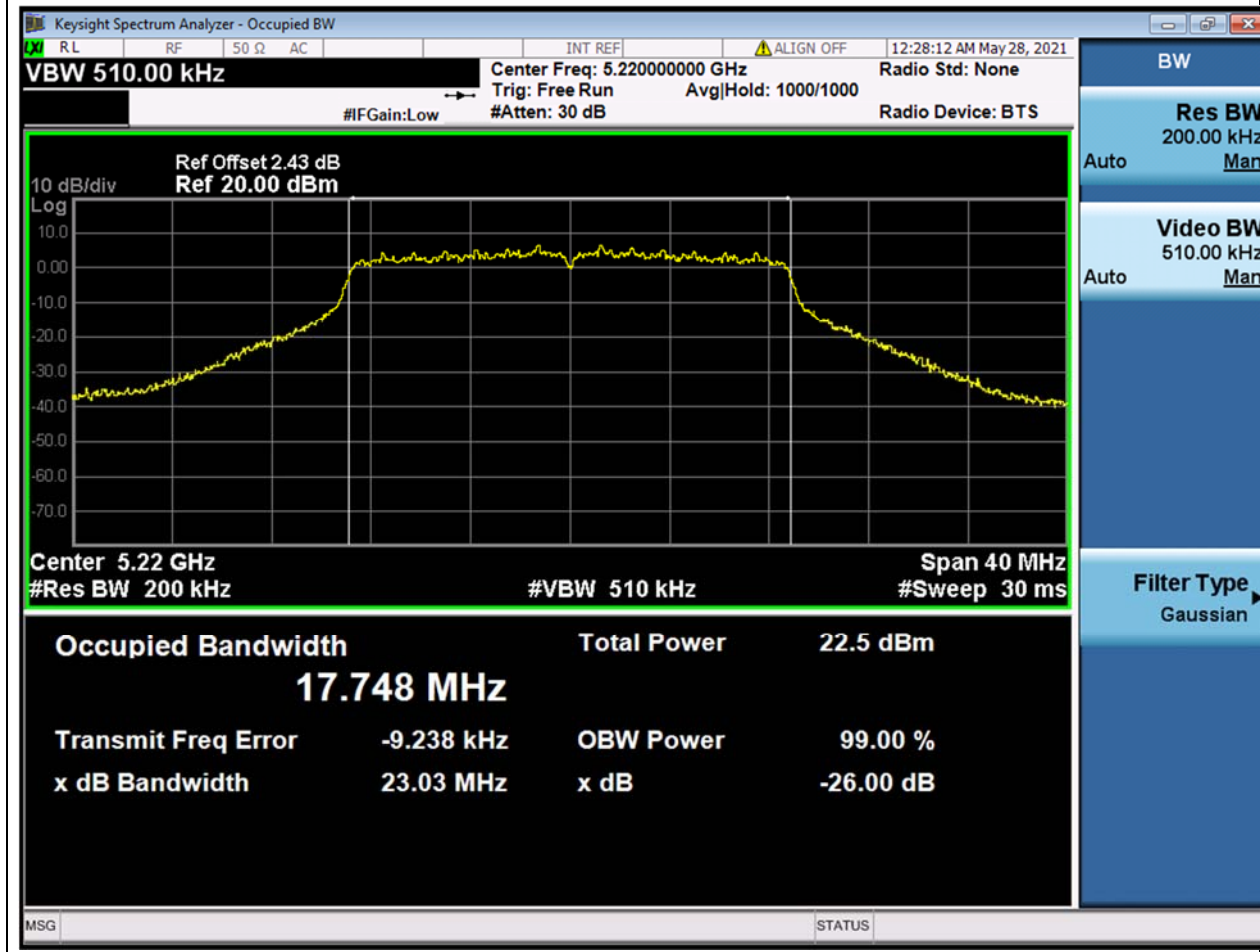 Keysight Spectrum Analyzer - Occupied BW
LXI RL RF 50 Ω AC INT REF ALIGN OFF 12:28:12 AM May 28, 2021
VBW 510.00 kHz
Center Freq: 5.220000000 GHz Radio Std: None
Trig: Free Run Avg|Hold: 1000/1000
#IFGain:Low #Atten: 30 dB Radio Device: BTS
Ref Offset 2.43 dB
10 dB/div Ref 20.00 dBm
Log
10.0
0.00
-10.0
-20.0
-30.0
-40.0
-50.0
-60.0
-70.0
Center 5.22 GHz Span 40 MHz
#Res BW 200 kHz #VBW 510 kHz #Sweep 30 ms
Occupied Bandwidth Total Power 22.5 dBm
17.748 MHz
Transmit Freq Error -9.238 kHz OBW Power 99.00 %
x dB Bandwidth 23.03 MHz x dB -26.00 dB
MSG STATUS
BW
Res BW
200.00 kHz
Auto Man
Video BW
510.00 kHz
Auto Man
Filter Type
Gaussian